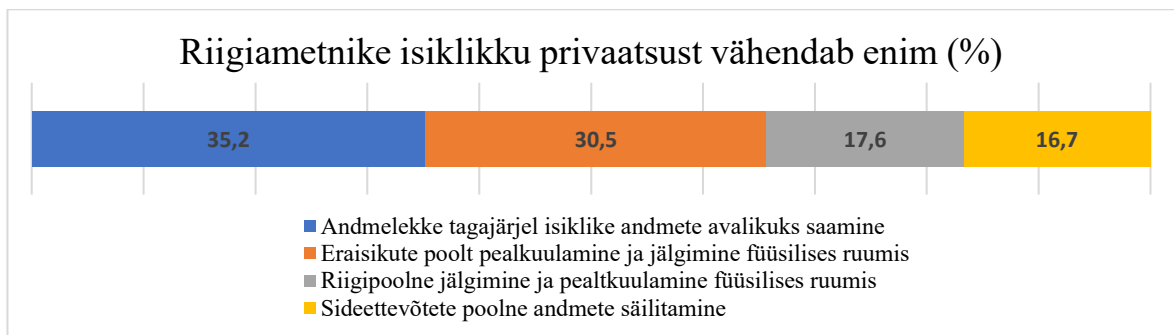 Riigiametnike isiklikku privaatsust vähendab enim (%)
35,2 30,5 17,6 16,7
Andmelekke tagajärjel isiklike andmete avalikuks saamine
Eraisikute poolt pealkuulamine ja jälgimine füüsilises ruumis
Riigipoolne jälgimine ja pealtkuulamine füüsilises ruumis
Sideettevõtete poolne andmete säilitamine